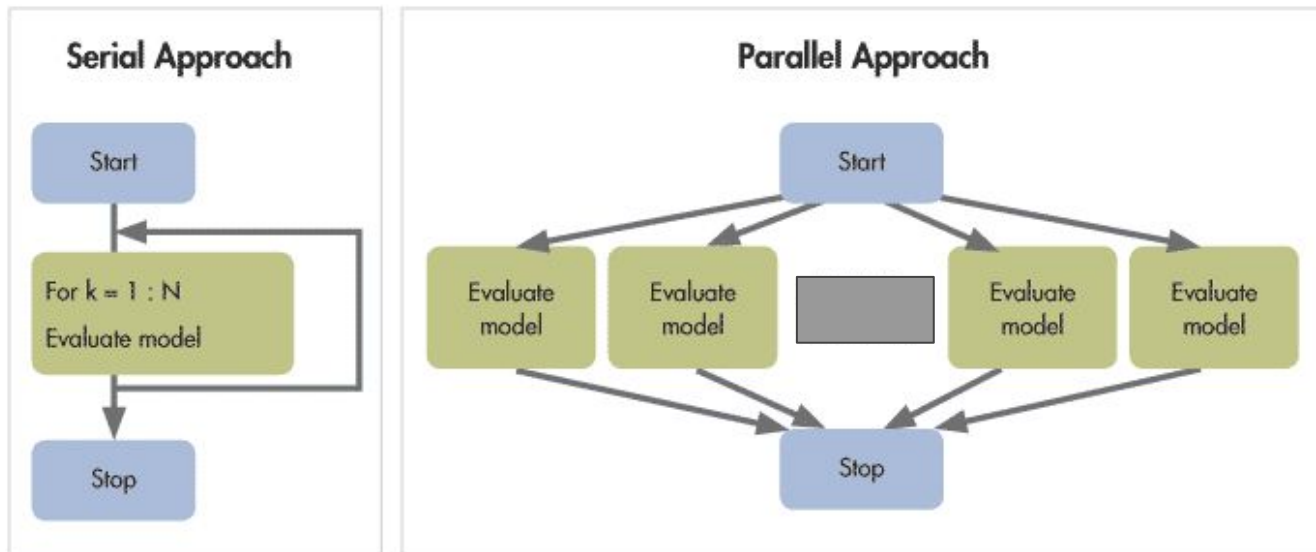 Serial Approach
Start
For k = 1 : N
Evaluate model
Stop
Parallel Approach
Start
Evaluate
model
Evaluate
model
Evaluate
model
Evaluate
model
Stop